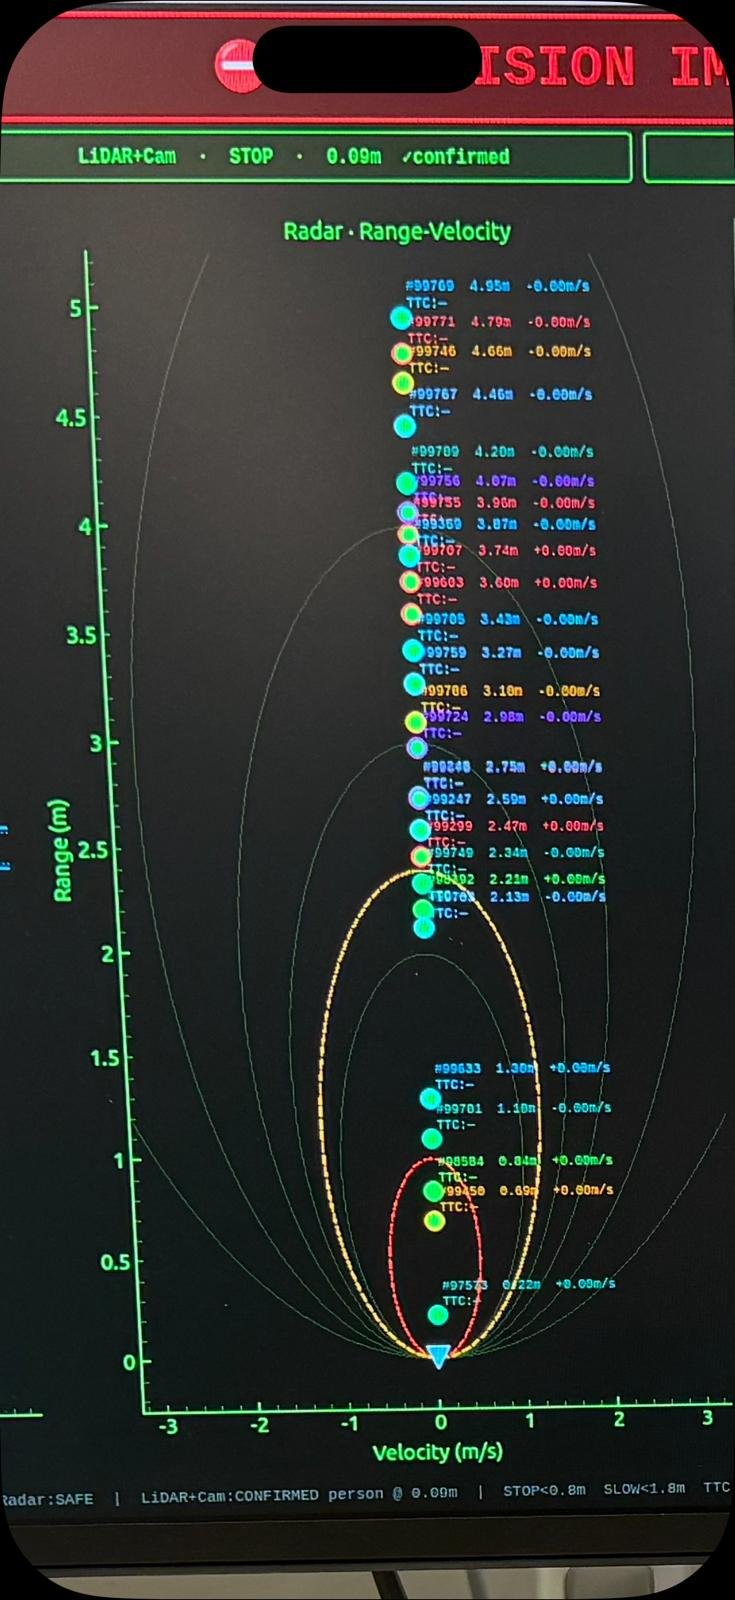 ISION IM
LiDAR+Cam · STOP · 0.09m ✓confirmed
Radar · Range-Velocity
#99769 4.95m -0.00m/s
TTC:—
#99771 4.79m -0.00m/s
TTC:—
#99746 4.66m -0.00m/s
TTC:—
#99767 4.46m -0.00m/s
TTC:—
#99709 4.20m -0.00m/s
TTC:—
#99756 4.07m -0.00m/s
#99755 3.96m -0.00m/s
3.87m -0.00m/s
TTC:—
#99707 3.74m +0.00m/s
TTC:—
#99603 3.60m -0.00m/s
TTC:—
#99705 3.43m -0.00m/s
TTC:—
#99759 3.27m -0.00m/s
TTC:—
#99706 3.10m -0.00m/s
TTC:—
#99724 2.98m -0.00m/s
TTC:—
2.75m +0.00m/s
TTC:—
#99247 2.59m +0.00m/s
TTC:—
#99299 2.47m +0.00m/s
TTC:—
#99749 2.34m -0.00m/s
TTC:—
2.21m +0.00m/s
2.13m -0.00m/s
TTC:—
#99633 1.30m +0.00m/s
TTC:—
#99701 1.10m -0.00m/s
TTC:—
#98584 0.84m +0.00m/s
TTC:—
#99450 0.69m +0.00m/s
TTC:—
#97573 0.22m +0.00m/s
TTC:—
5
4.5
4
3.5
3
2.5
2
1.5
1
0.5
0
Range (m)
-3 -2 -1 0 1 2 3
Velocity (m/s)
Radar:SAFE | LiDAR+Cam:CONFIRMED person @ 0.09m | STOP<0.8m SLOW<1.8m TTC